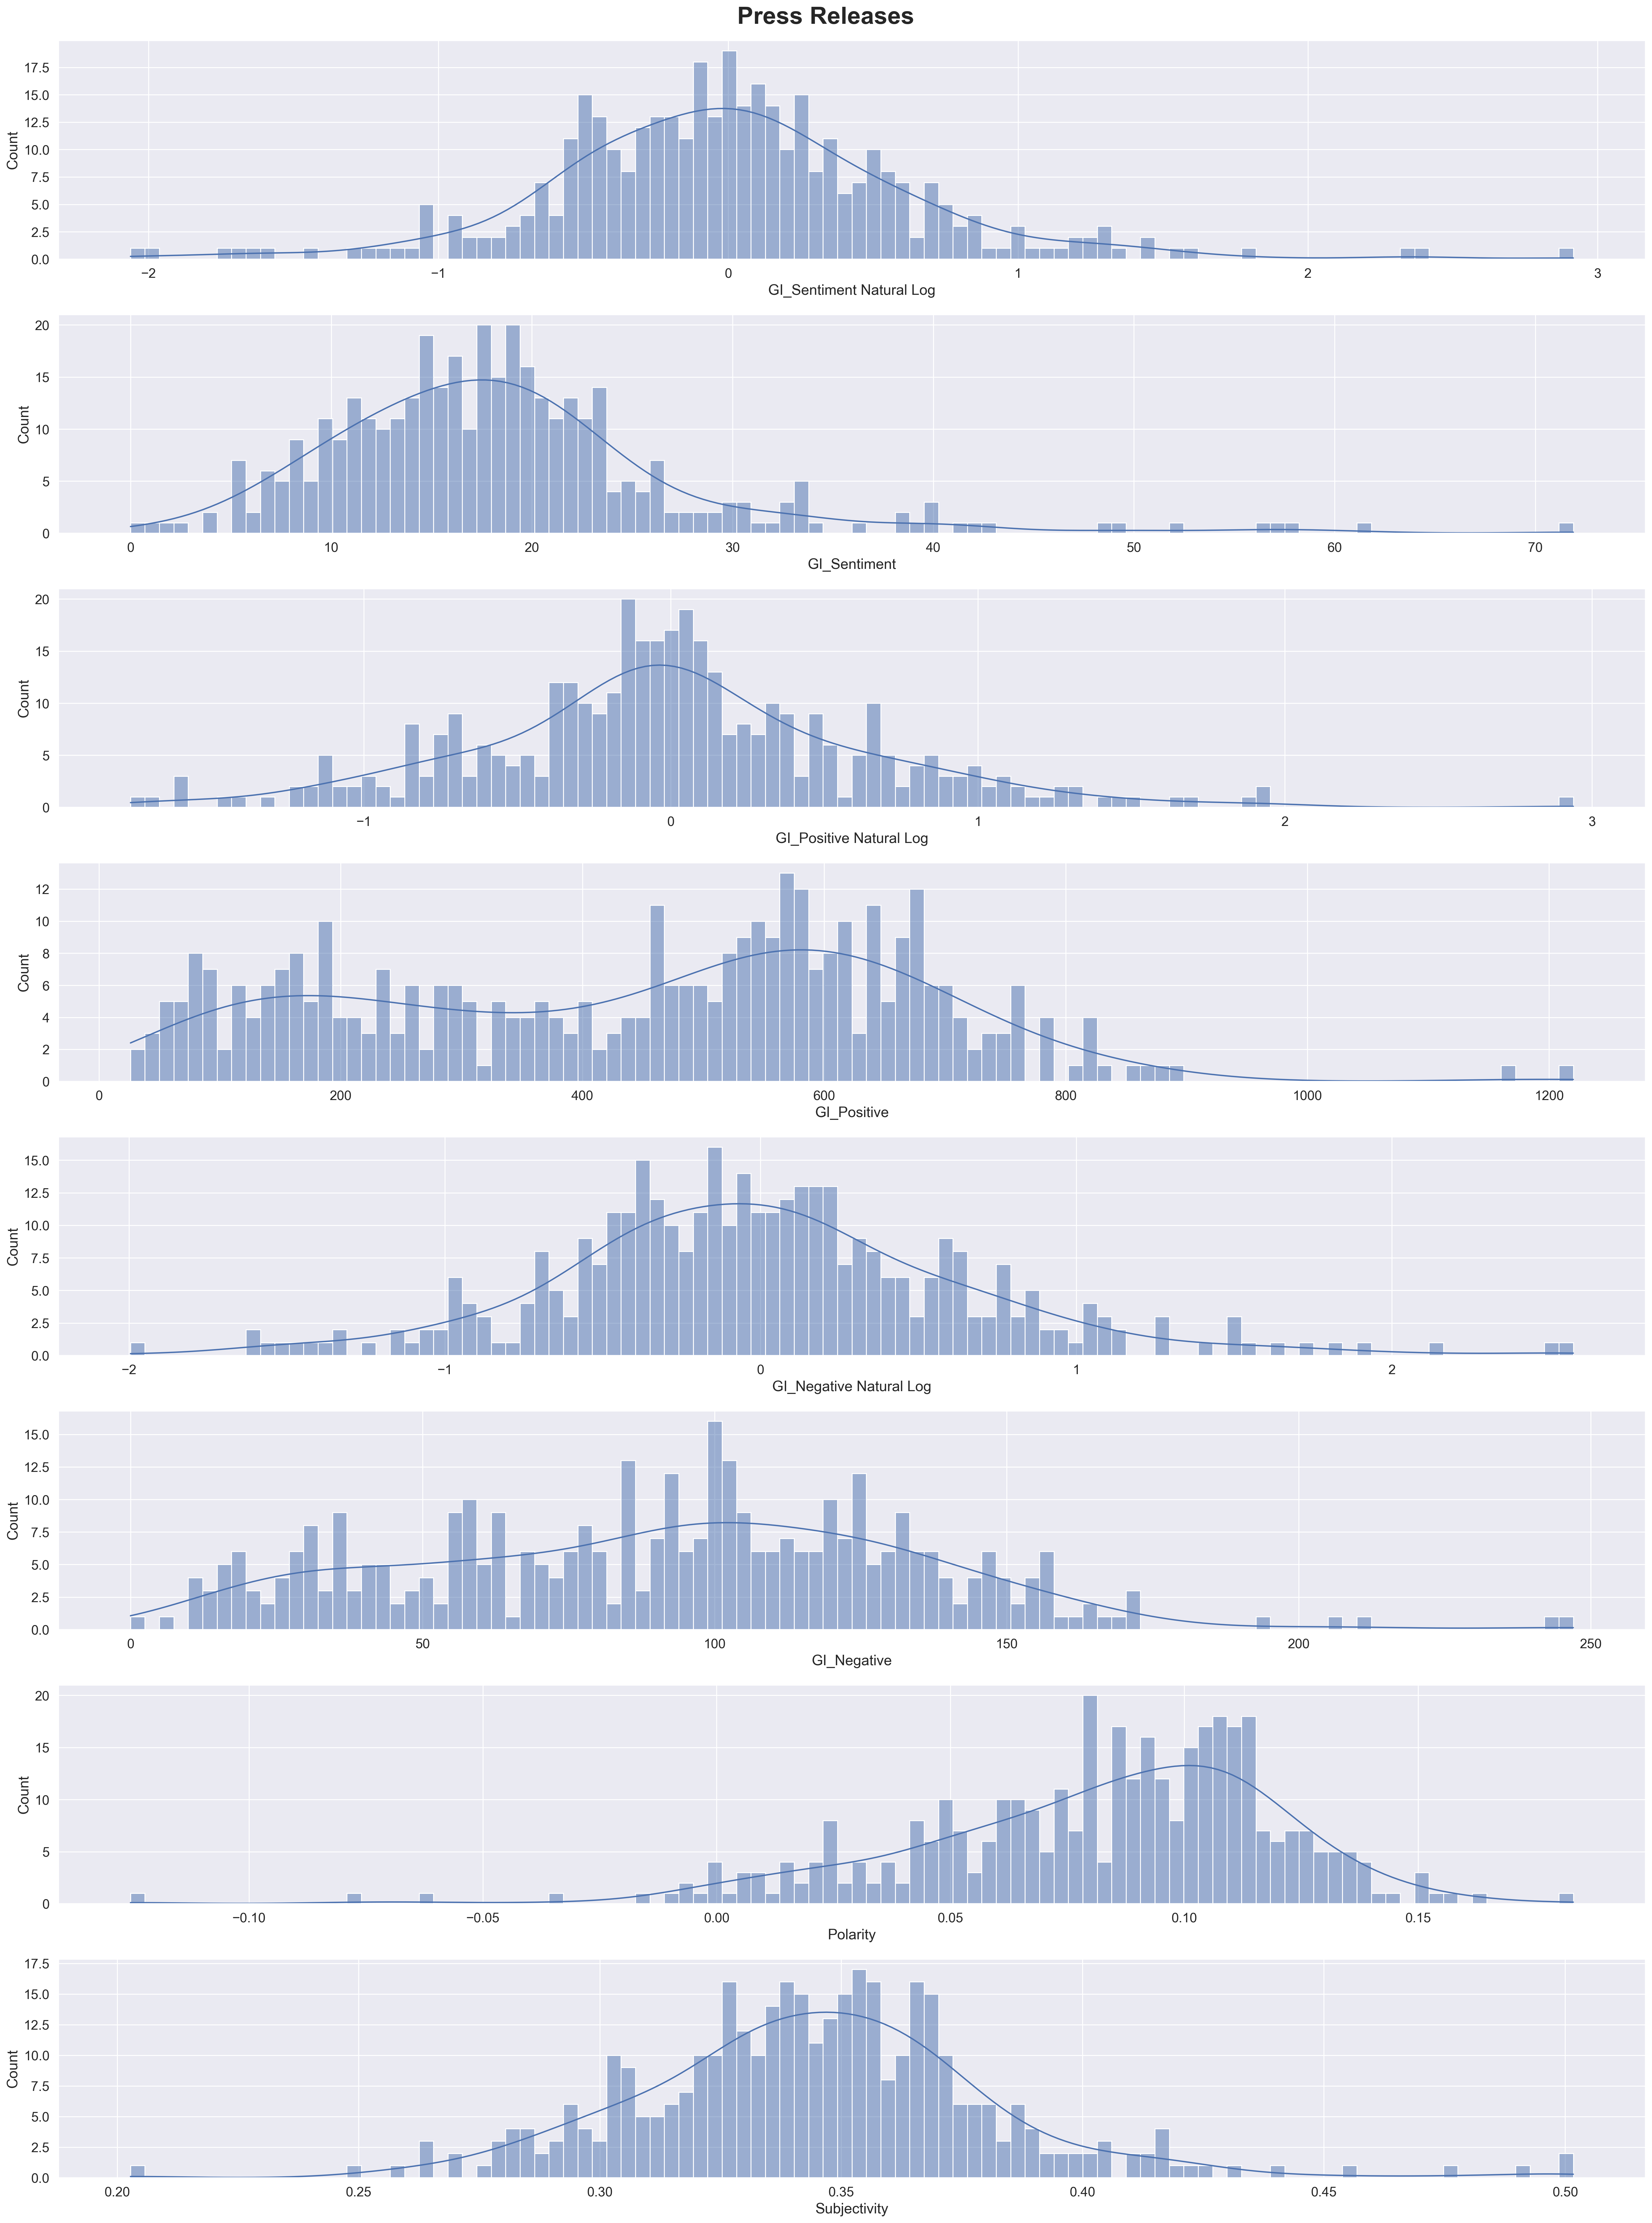 Press Releases
17.5
15.0
12.5
10.0
7.5
5.0
2.5
0.0
Count
−2 −1 0 1 2 3
GI_Sentiment Natural Log
20
15
10
5
0
Count
0 10 20 30 40 50 60 70
GI_Sentiment
20
15
10
5
0
Count
−1 0 1 2 3
GI_Positive Natural Log
12
10
8
6
4
2
0
Count
0 200 400 600 800 1000 1200
GI_Positive
15.0
12.5
10.0
7.5
5.0
2.5
0.0
Count
−2 −1 0 1 2
GI_Negative Natural Log
15.0
12.5
10.0
7.5
5.0
2.5
0.0
Count
0 50 100 150 200 250
GI_Negative
20
15
10
5
0
Count
−0.10 −0.05 0.00 0.05 0.10 0.15
Polarity
17.5
15.0
12.5
10.0
7.5
5.0
2.5
0.0
Count
0.20 0.25 0.30 0.35 0.40 0.45 0.50
Subjectivity